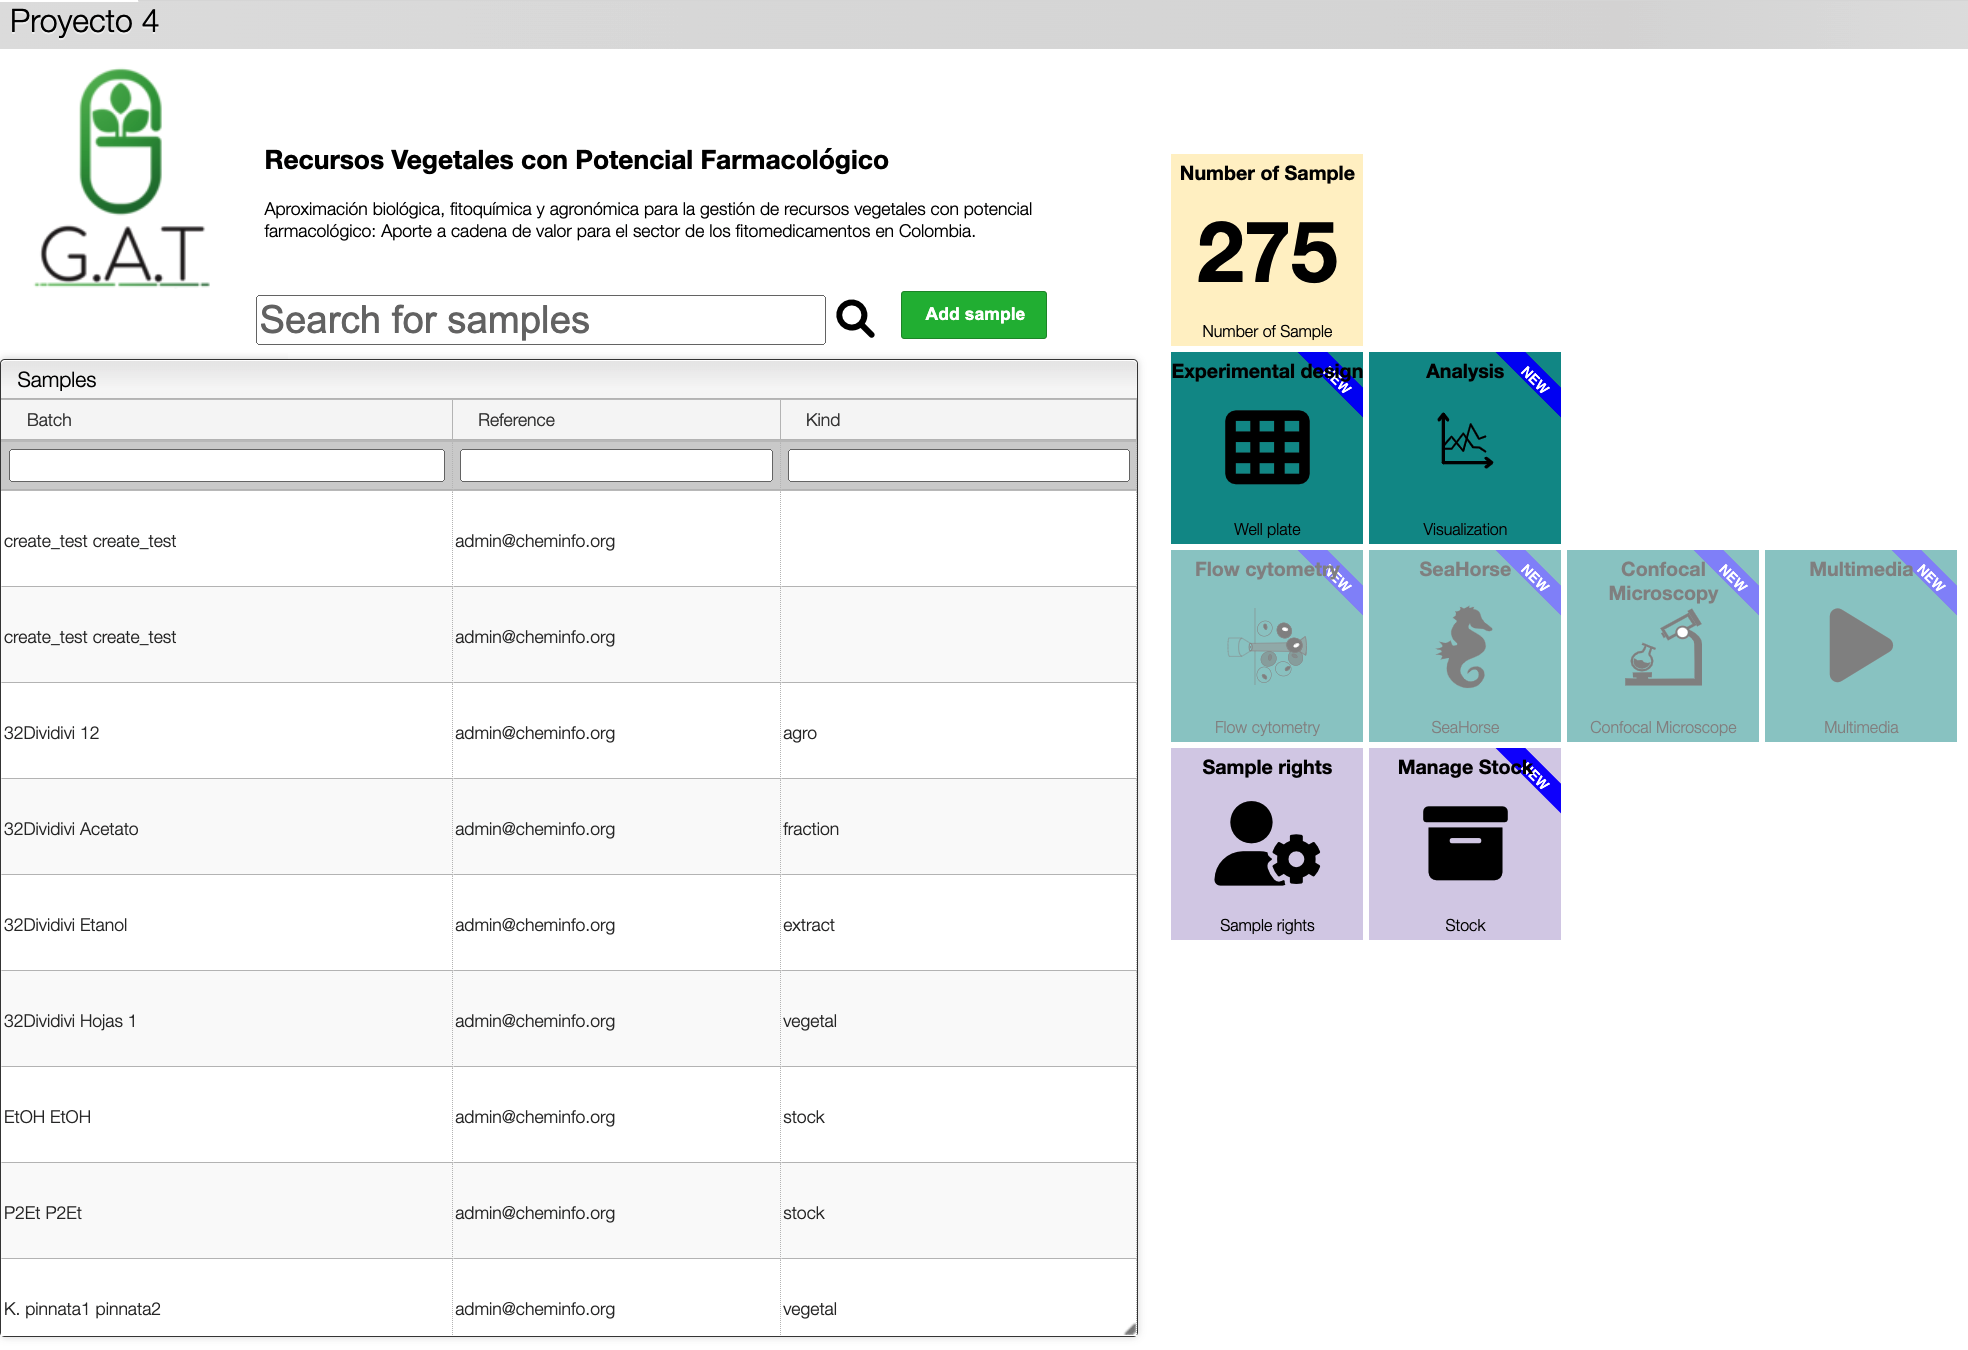 Proyecto 4
G.A.T
Recursos Vegetales con Potencial Farmacológico
Aproximación biológica, fitoquímica y agronómica para la gestión de recursos vegetales con potencial
farmacológico: Aporte a cadena de valor para el sector de los fitomedicamentos en Colombia.
Search for samples
Add sample
Samples
Batch Reference Kind
create_test create_test admin@cheminfo.org
create_test create_test admin@cheminfo.org
32Dividivi 12 admin@cheminfo.org agro
32Dividivi Acetato admin@cheminfo.org fraction
32Dividivi Etanol admin@cheminfo.org extract
32Dividivi Hojas 1 admin@cheminfo.org vegetal
EtOH EtOH admin@cheminfo.org stock
P2Et P2Et admin@cheminfo.org stock
K. pinnata1 pinnata2 admin@cheminfo.org vegetal
Number of Sample
275
Number of Sample
Experimental design
NEW
Well plate
Analysis
NEW
Visualization
Flow cytometry
NEW
Flow cytometry
SeaHorse
NEW
SeaHorse
Confocal
Microscopy
NEW
Confocal Microscope
Multimedia
NEW
Multimedia
Sample rights
Sample rights
Manage Stock
NEW
Stock